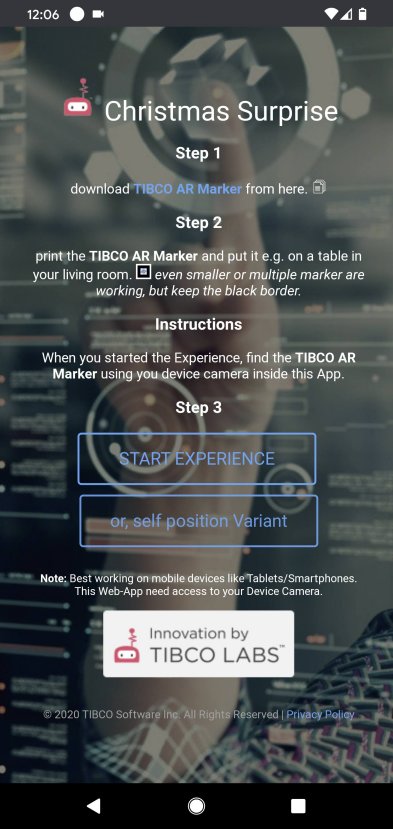 12:06
Christmas Surprise
Step 1
download TIBCO AR Marker from here.
Step 2
print the TIBCO AR Marker and put it e.g. on a table in
your living room. even smaller or multiple marker are
working, but keep the black border.
Instructions
When you started the Experience, find the TIBCO AR
Marker using you device camera inside this App.
Step 3
START EXPERIENCE
or, self position Variant
Note: Best working on mobile devices like Tablets/Smartphones.
This Web-App need access to your Device Camera.
Innovation by
TIBCO LABS™
© 2020 TIBCO Software Inc. All Rights Reserved | Privacy Policy